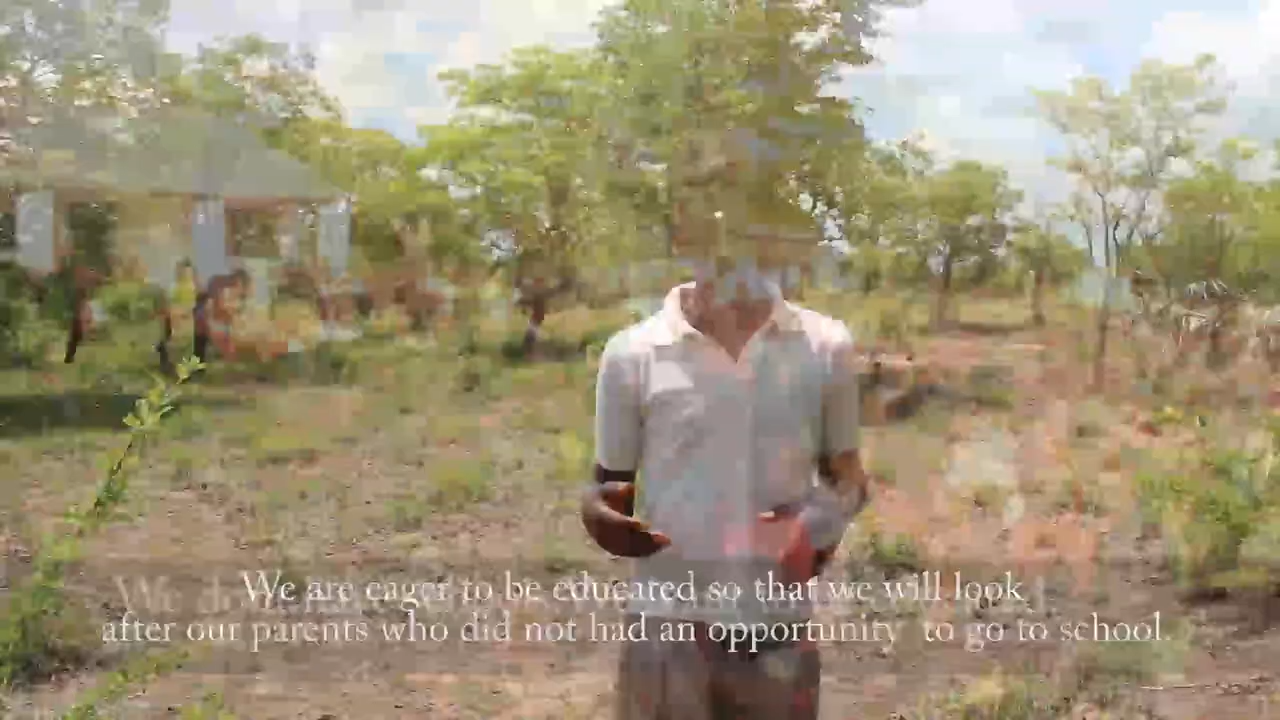 We are eager to be educated so that we will look
after our parents who did not had an opportunity to go to school.